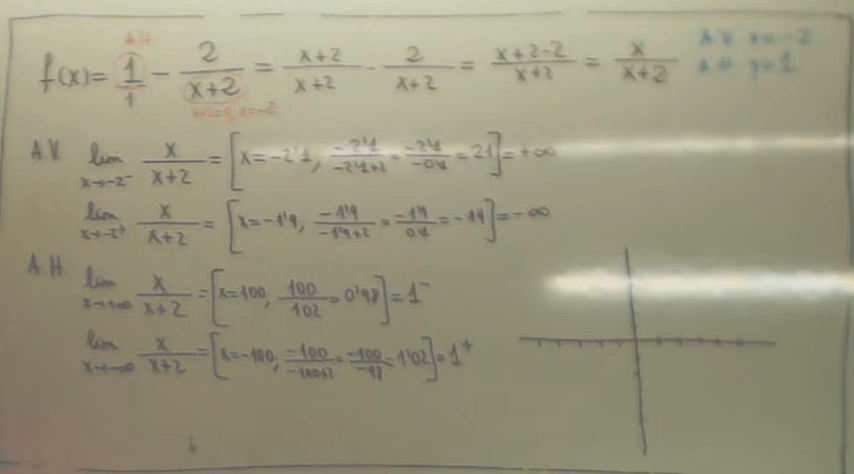 A H
f(x) = 1/1 - 2/(x+2) = (x+2)/(x+2) - 2/(x+2) = (x+2-2)/(x+2) = x/(x+2)
A V x = -2
A H y = 1
x+2=0, x=-2
A V lim x→-2⁻ x/(x+2) = [x=-2'1, -2'1/(-2'1+2) = -2'1/-0'1 = 21] = +∞
lim x→-2⁺ x/(x+2) = [x=-1'9, -1'9/(-1'9+2) = -1'9/0'1 = -19] = -∞
A H lim x→+∞ x/(x+2) = [x=100, 100/102 = 0'98] = 1⁻
lim x→-∞ x/(x+2) = [x=-100, -100/(-100+2) = -100/-98 = 1'02] = 1⁺